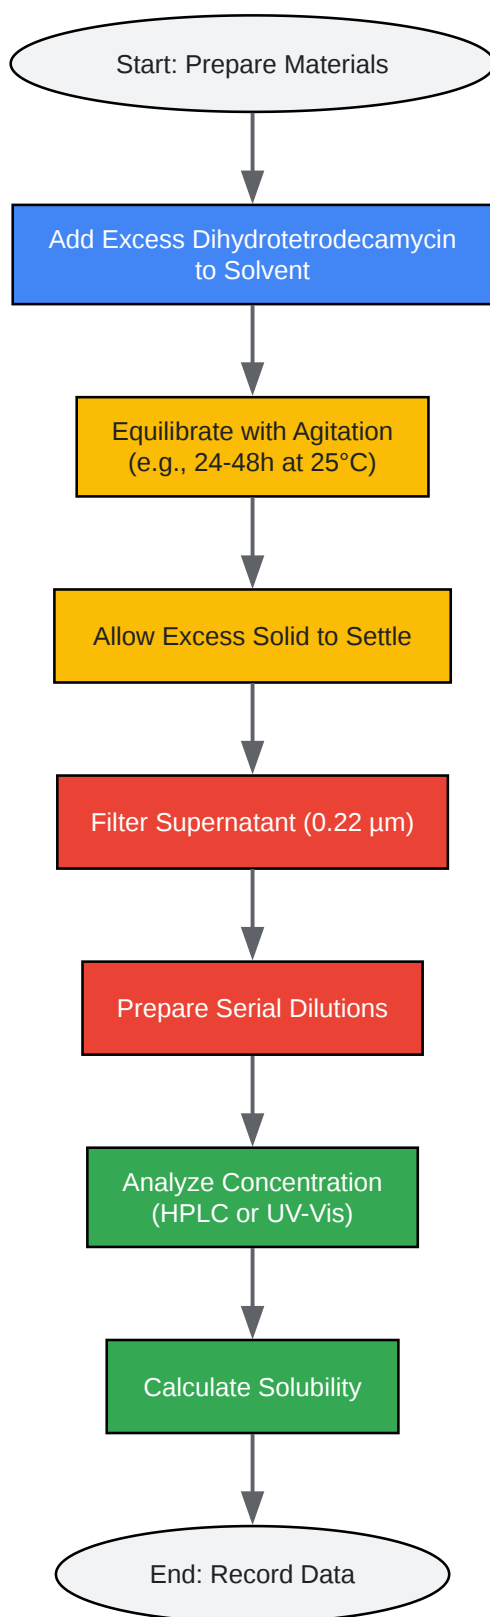 Start: Prepare Materials
Add Excess Dihydrotetrodecamycin
to Solvent
Equilibrate with Agitation
(e.g., 24-48h at 25°C)
Allow Excess Solid to Settle
Filter Supernatant (0.22 µm)
Prepare Serial Dilutions
Analyze Concentration
(HPLC or UV-Vis)
Calculate Solubility
End: Record Data